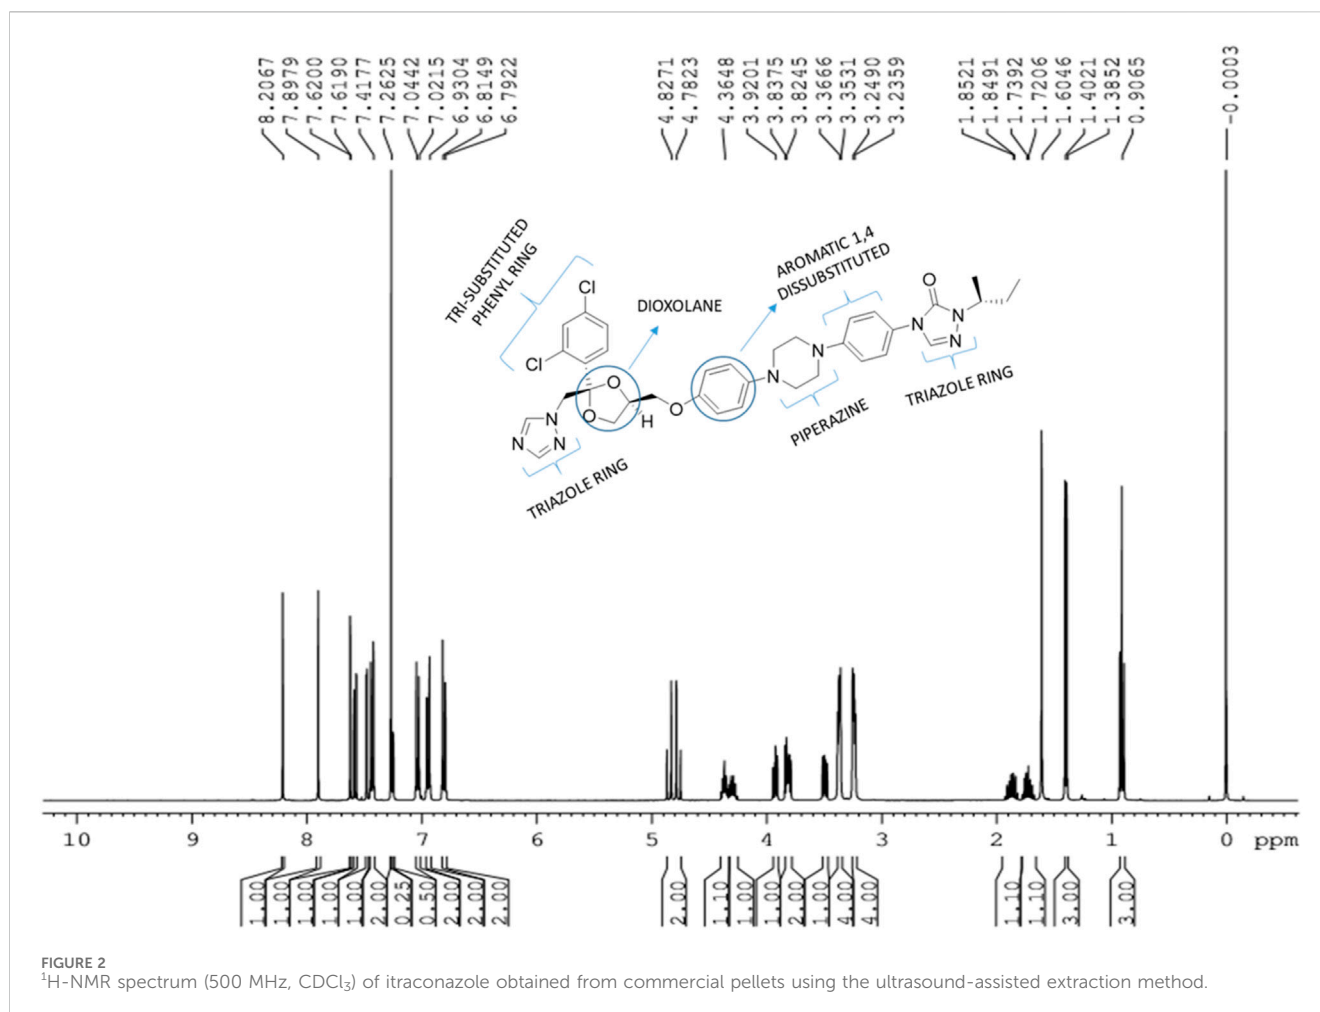 8.2067
7.8979
7.6200
7.6190
7.4177
7.2625
7.0442
7.0215
6.9304
6.8149
6.7922
4.8271
4.7823
4.3648
3.9201
3.8375
3.8245
3.3666
3.3531
3.2490
3.2359
1.8521
1.8491
1.7392
1.7206
1.6046
1.4021
1.3852
0.9065
-0.0003
TRI-SUBSTITUTED
PHENYL RING
Cl
Cl
DIOXOLANE
AROMATIC 1,4
DISSUBSTITUTED
O
O
H
O
N
N
N
N
N
N
N
N
O
TRIAZOLE RING
PIPERAZINE
TRIAZOLE RING
10 9 8 7 6 5 4 3 2 1 0 ppm
1.00
1.00
1.00
1.00
1.00
2.00
0.25
0.50
2.00
2.00
2.00
2.00
1.10
1.00
1.00
2.00
1.00
4.00
4.00
1.10
1.10
3.00
3.00
FIGURE 2
¹H-NMR spectrum (500 MHz, CDCl₃) of itraconazole obtained from commercial pellets using the ultrasound-assisted extraction method.